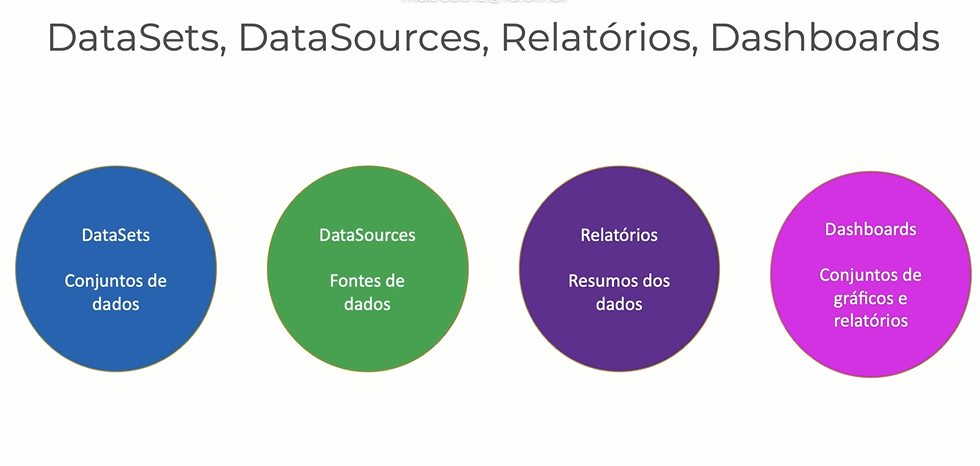 DataSets, DataSources, Relatórios, Dashboards
DataSets
Conjuntos de
dados
DataSources
Fontes de
dados
Relatórios
Resumos dos
dados
Dashboards
Conjuntos de
gráficos e
relatórios